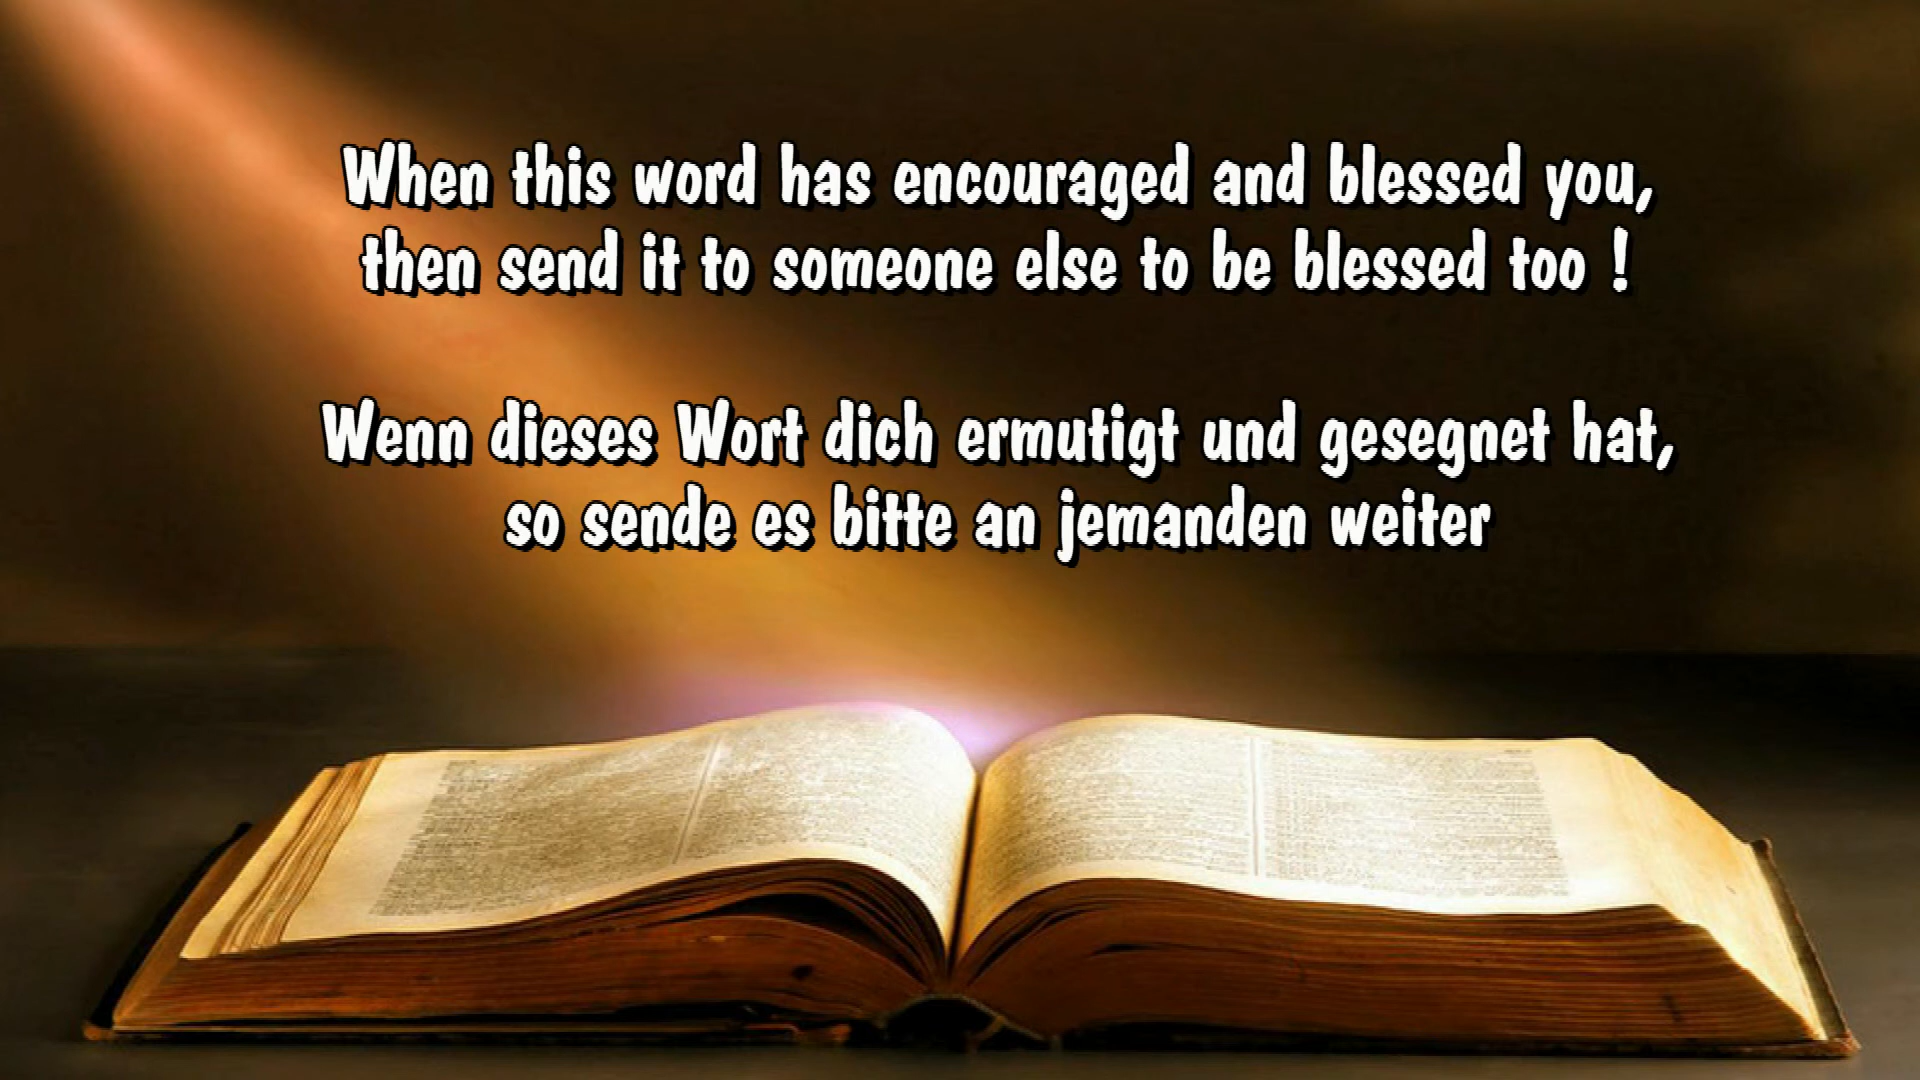 When this word has encouraged and blessed you,
then send it to someone else to be blessed too !
Wenn dieses Wort dich ermutigt und gesegnet hat,
so sende es bitte an jemanden weiter